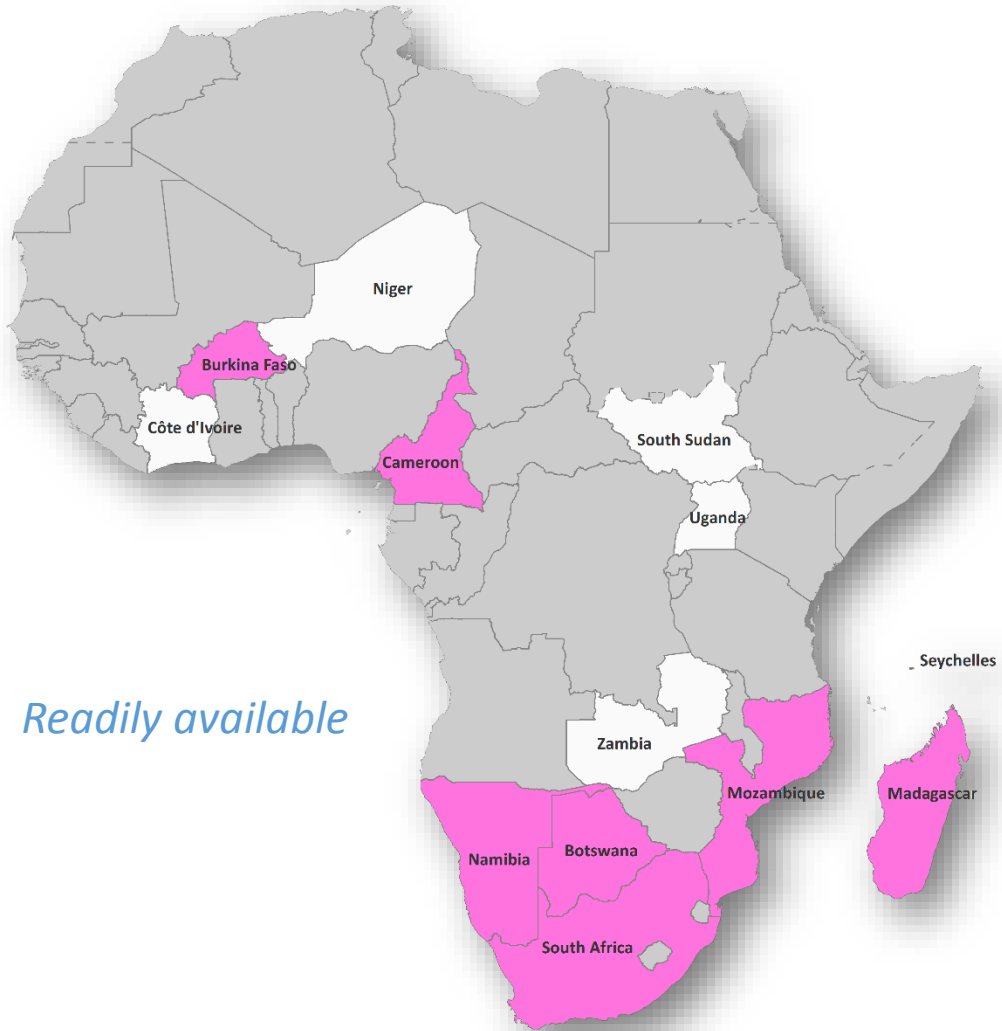 Niger
Burkina Faso
Côte d'Ivoire
South Sudan
Cameroon
Uganda
Seychelles
Readily available
Zambia
Mozambique
Madagascar
Namibia
Botswana
South Africa